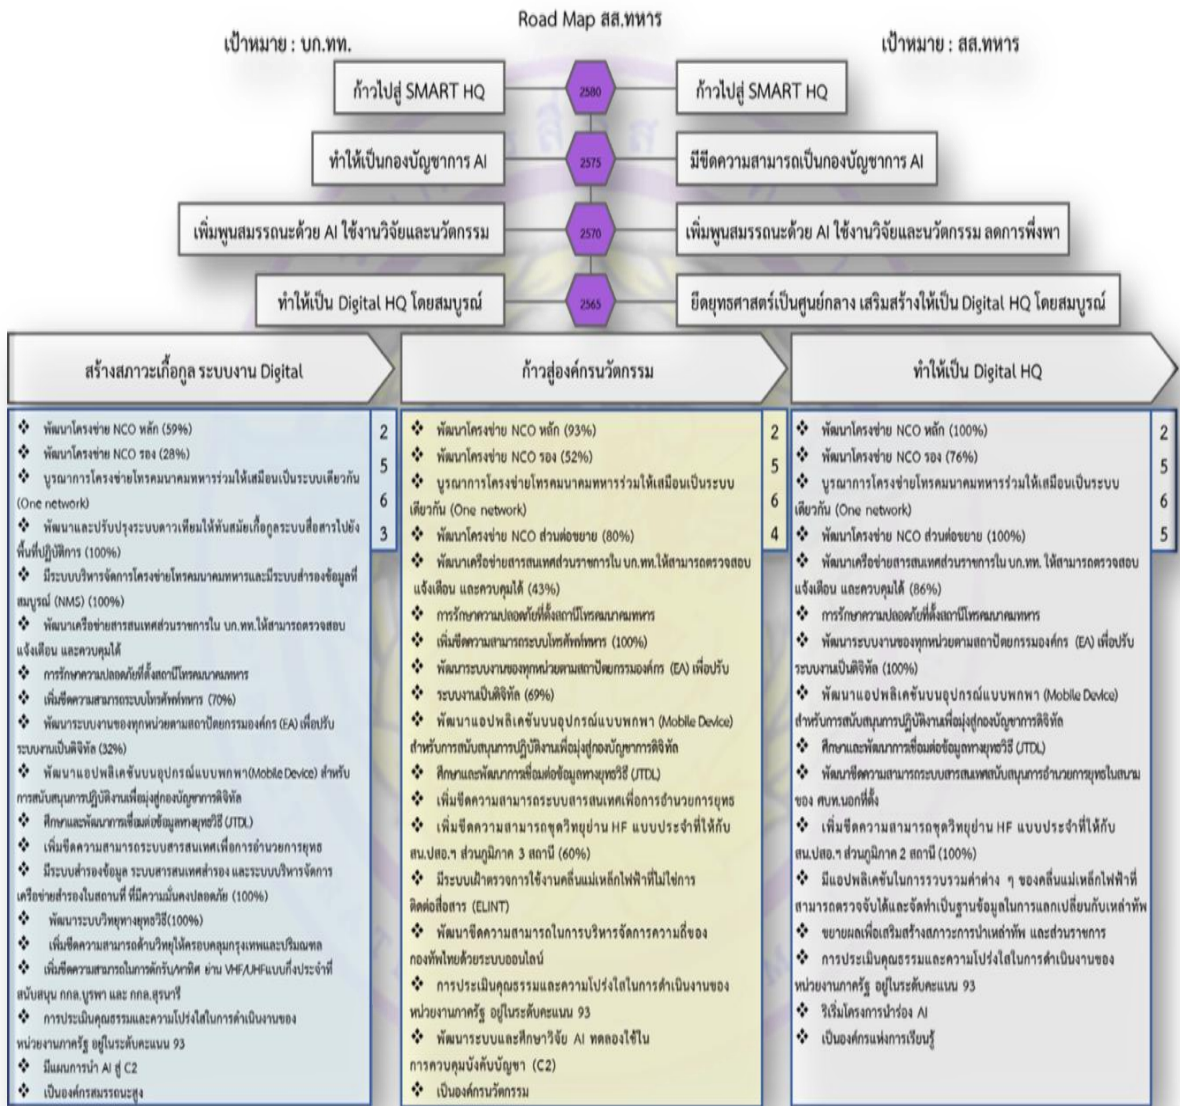 Road Map สส.ทหาร
เป้าหมาย : บก.ทท.
เป้าหมาย : สส.ทหาร
ก้าวไปสู่ SMART HQ
2580
ก้าวไปสู่ SMART HQ
ทำให้เป็นกองบัญชาการ AI
2575
มีขีดความสามารถเป็นกองบัญชาการ AI
เพิ่มพูนสมรรถนะด้วย AI ใช้งานวิจัยและนวัตกรรม
2570
เพิ่มพูนสมรรถนะด้วย AI ใช้งานวิจัยและนวัตกรรม ลดการพึ่งพา
ทำให้เป็น Digital HQ โดยสมบูรณ์
2565
ยึดยุทธศาสตร์เป็นศูนย์กลาง เสริมสร้างให้เป็น Digital HQ โดยสมบูรณ์
สร้างสภาวะเกื้อกูล ระบบงาน Digital
❖ พัฒนาโครงข่าย NCO หลัก (59%)
❖ พัฒนาโครงข่าย NCO รอง (28%)
❖ บูรณาการโครงข่ายโทรคมนาคมทหารร่วมให้เสมือนเป็นระบบเดียวกัน
(One network)
❖ พัฒนาและปรับปรุงระบบดาวเทียมให้ทันสมัยเกื้อกูลระบบสื่อสารไปยัง
พื้นที่ปฏิบัติการ (100%)
❖ มีระบบบริหารจัดการโครงข่ายโทรคมนาคมทหารและมีระบบสำรองข้อมูลที่
สมบูรณ์ (NMS) (100%)
❖ พัฒนาเครือข่ายสารสนเทศส่วนราชการใน บก.ทท.ให้สามารถตรวจสอบ
แจ้งเตือน และควบคุมได้
❖ การรักษาความปลอดภัยที่ตั้งสถานีโทรคมนาคมทหาร
❖ เพิ่มขีดความสามารถระบบโทรศัพท์ทหาร (70%)
❖ พัฒนาระบบงานของทุกหน่วยตามสถาปัตยกรรมองค์กร (EA) เพื่อปรับ
ระบบงานเป็นดิจิทัล (32%)
❖ พัฒนาแอปพลิเคชันบนอุปกรณ์แบบพกพา(Mobile Device) สำหรับ
การสนับสนุนการปฏิบัติงานเพื่อมุ่งสู่กองบัญชาการดิจิทัล
❖ ศึกษาและพัฒนาการเชื่อมต่อข้อมูลทางยุทธวิธี (JTDL)
❖ เพิ่มขีดความสามารถระบบสารสนเทศเพื่อการอำนวยการยุทธ
❖ มีระบบสำรองข้อมูล ระบบสารสนเทศสำรอง และระบบบริหารจัดการ
เครือข่ายสำรองในสถานที่ ที่มีความมั่นคงปลอดภัย (100%)
❖ พัฒนาระบบวิทยุทางยุทธวิธี(100%)
❖ เพิ่มขีดความสามารถด้านวิทยุให้ครอบคลุมกรุงเทพและปริมณฑล
❖ เพิ่มขีดความสามารถในการดักรับ/หาทิศ ย่าน VHF/UHFแบบกึ่งประจำที่
สนับสนุน กกล.บูรพา และ กกล.สุรนารี
❖ การประเมินคุณธรรมและความโปร่งใสในการดำเนินงานของ
หน่วยงานภาครัฐ อยู่ในระดับคะแนน 93
❖ มีแผนการนำ AI สู่ C2
❖ เป็นองค์กรสมรรถนะสูง
2
5
6
3
ก้าวสู่องค์กรนวัตกรรม
❖ พัฒนาโครงข่าย NCO หลัก (93%)
❖ พัฒนาโครงข่าย NCO รอง (52%)
❖ บูรณาการโครงข่ายโทรคมนาคมทหารร่วมให้เสมือนเป็นระบบ
เดียวกัน (One network)
❖ พัฒนาโครงข่าย NCO ส่วนต่อขยาย (80%)
❖ พัฒนาเครือข่ายสารสนเทศส่วนราชการใน บก.ทท.ให้สามารถตรวจสอบ
แจ้งเตือน และควบคุมได้ (43%)
❖ การรักษาความปลอดภัยที่ตั้งสถานีโทรคมนาคมทหาร
❖ เพิ่มขีดความสามารถระบบโทรศัพท์ทหาร (100%)
❖ พัฒนาระบบงานของทุกหน่วยตามสถาปัตยกรรมองค์กร (EA) เพื่อปรับ
❖ ระบบงานเป็นดิจิทัล (69%)
❖ พัฒนาแอปพลิเคชันบนอุปกรณ์แบบพกพา (Mobile Device)
สำหรับการสนับสนุนการปฏิบัติงานเพื่อมุ่งสู่กองบัญชาการดิจิทัล
❖ ศึกษาและพัฒนาการเชื่อมต่อข้อมูลทางยุทธวิธี (JTDL)
❖ เพิ่มขีดความสามารถระบบสารสนเทศเพื่อการอำนวยการยุทธ
❖ เพิ่มขีดความสามารถชุดวิทยุย่าน HF แบบประจำที่ให้กับ
สน.ปสอ.ฯ ส่วนภูมิภาค 3 สถานี (60%)
❖ มีระบบเฝ้าตรวจการใช้งานคลื่นแม่เหล็กไฟฟ้าที่ไม่ใช่การ
ติดต่อสื่อสาร (ELINT)
❖ พัฒนาขีดความสามารถในการบริหารจัดการความถี่ของ
กองทัพไทยด้วยระบบออนไลน์
❖ การประเมินคุณธรรมและความโปร่งใสในการดำเนินงานของ
หน่วยงานภาครัฐ อยู่ในระดับคะแนน 93
❖ พัฒนาระบบและศึกษาวิจัย AI ทดลองใช้ใน
การควบคุมบังคับบัญชา (C2)
❖ เป็นองค์กรนวัตกรรม
2
5
6
4
ทำให้เป็น Digital HQ
❖ พัฒนาโครงข่าย NCO หลัก (100%)
❖ พัฒนาโครงข่าย NCO รอง (76%)
❖ บูรณาการโครงข่ายโทรคมนาคมทหารร่วมให้เสมือนเป็นระบบ
เดียวกัน (One network)
❖ พัฒนาโครงข่าย NCO ส่วนต่อขยาย (100%)
❖ พัฒนาเครือข่ายสารสนเทศส่วนราชการใน บก.ทท. ให้สามารถตรวจสอบ
แจ้งเตือน และควบคุมได้ (86%)
❖ การรักษาความปลอดภัยที่ตั้งสถานีโทรคมนาคมทหาร
❖ พัฒนาระบบงานของทุกหน่วยตามสถาปัตยกรรมองค์กร (EA) เพื่อปรับ
ระบบงานเป็นดิจิทัล (100%)
❖ พัฒนาแอปพลิเคชันบนอุปกรณ์แบบพกพา (Mobile Device)
สำหรับการสนับสนุนการปฏิบัติงานเพื่อมุ่งสู่กองบัญชาการดิจิทัล
❖ ศึกษาและพัฒนาการเชื่อมต่อข้อมูลทางยุทธวิธี (JTDL)
❖ พัฒนาขีดความสามารถระบบสารสนเทศสนับสนุนการอำนวยการยุทธในสนาม
ของ ศบท.นอกที่ตั้ง
❖ เพิ่มขีดความสามารถชุดวิทยุย่าน HF แบบประจำที่ให้กับ
สน.ปสอ.ฯ ส่วนภูมิภาค 2 สถานี (100%)
❖ มีแอปพลิเคชันในการรวบรวมค่าต่าง ๆ ของคลื่นแม่เหล็กไฟฟ้าที่
สามารถตรวจจับได้และจัดทำเป็นฐานข้อมูลในการแลกเปลี่ยนกับเหล่าทัพ
❖ ขยายผลเพื่อเสริมสร้างสภาวะการนำเหล่าทัพ และส่วนราชการ
❖ การประเมินคุณธรรมและความโปร่งใสในการดำเนินงานของ
หน่วยงานภาครัฐ อยู่ในระดับคะแนน 93
❖ ริเริ่มโครงการนำร่อง AI
❖ เป็นองค์กรแห่งการเรียนรู้
2
5
6
5